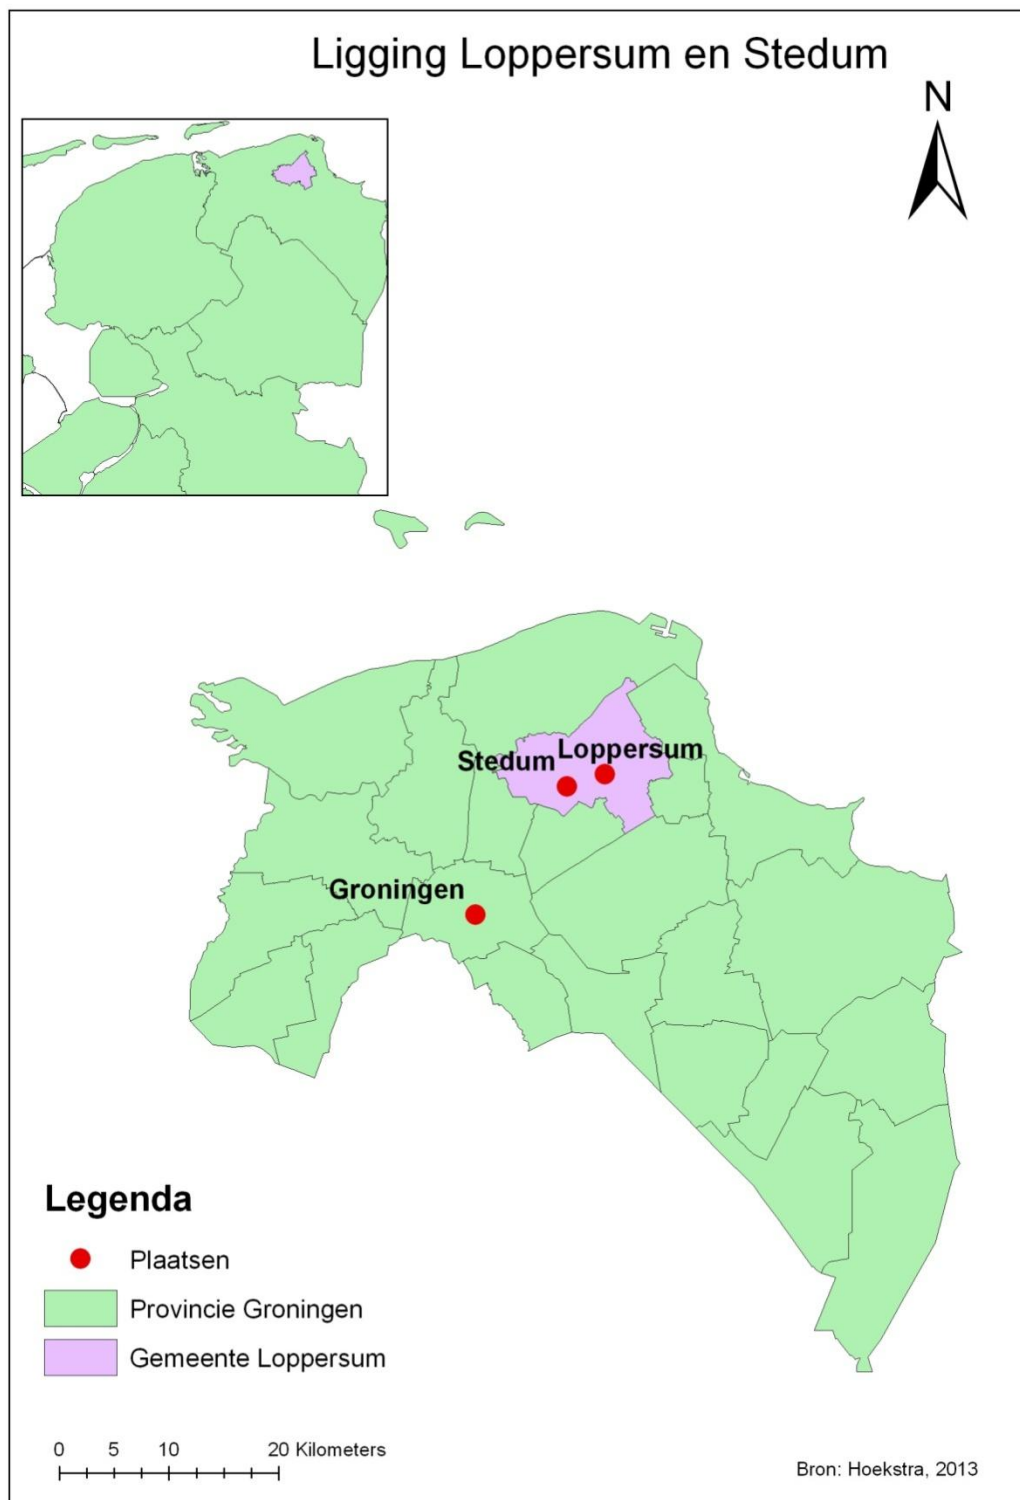 Ligging Loppersum en Stedum
N
Loppersum
Stedum
Groningen
Legenda
Plaatsen
Provincie Groningen
Gemeente Loppersum
0 5 10 20 Kilometers
Bron: Hoekstra, 2013